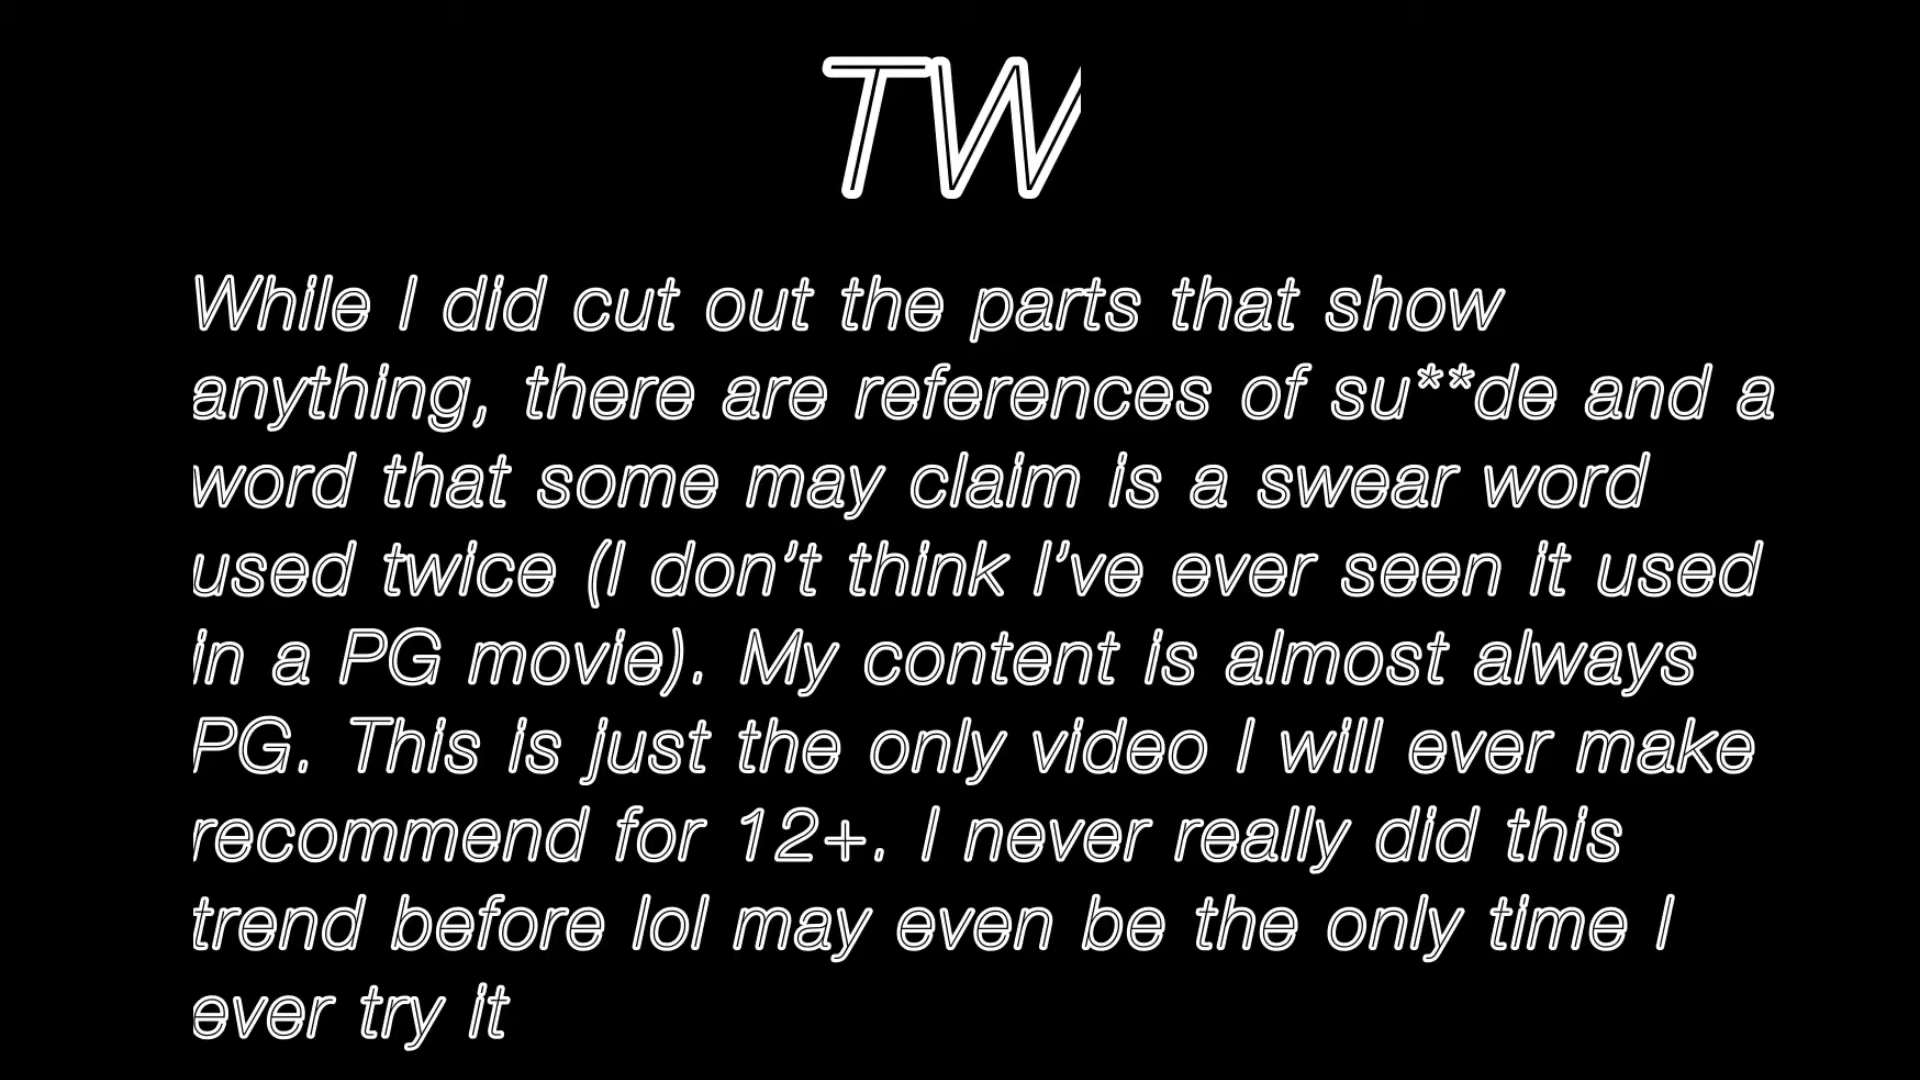 TW
While I did cut out the parts that show
anything, there are references of su**de and a
word that some may claim is a swear word
used twice (I don’t think I’ve ever seen it used
in a PG movie). My content is almost always
PG. This is just the only video I will ever make
recommend for 12+. I never really did this
trend before lol may even be the only time I
ever try it